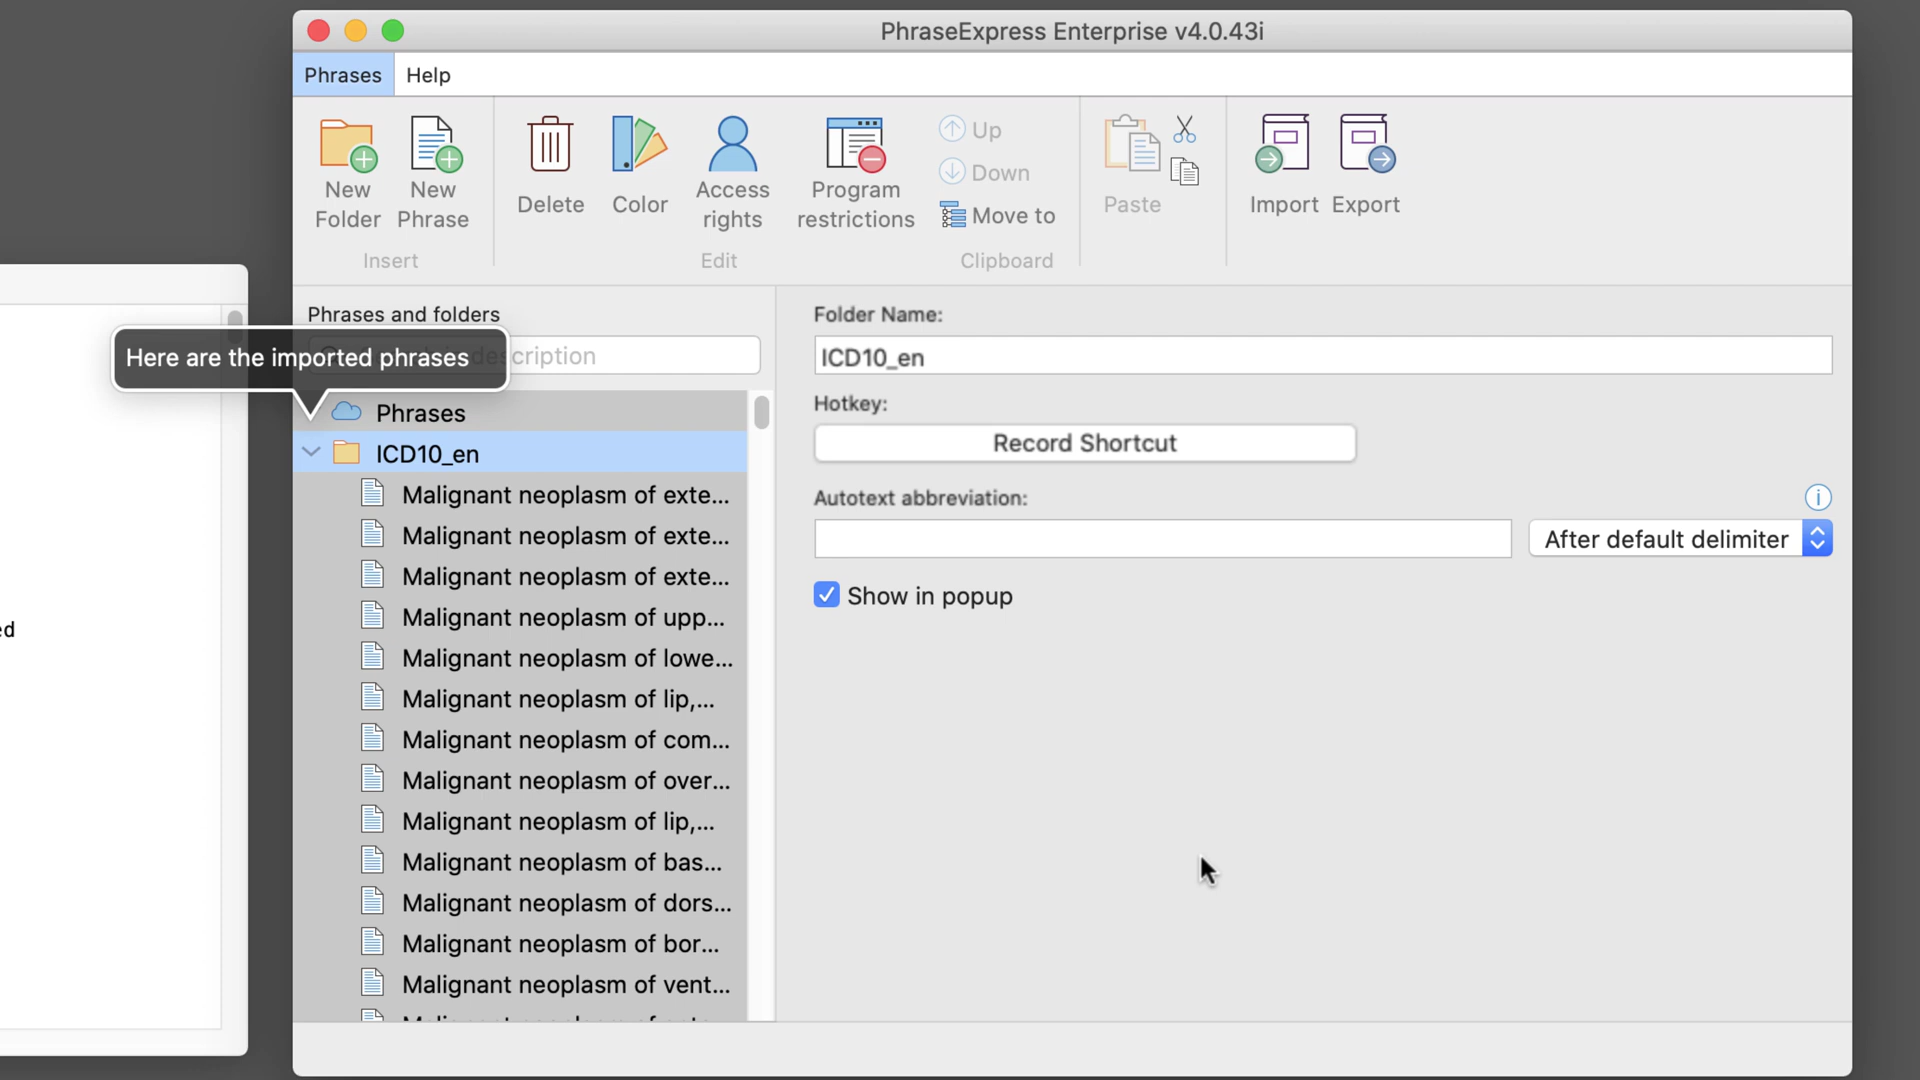 PhraseExpress Enterprise v4.0.43i
Phrases Help
New Folder
New Phrase
Delete
Color
Access rights
Program restrictions
Up
Down
Move to
Paste
Import
Export
Insert
Edit
Clipboard
Phrases and folders
Here are the imported phrases
Phrases
ICD10_en
Malignant neoplasm of exte...
Malignant neoplasm of exte...
Malignant neoplasm of exte...
Malignant neoplasm of upp...
Malignant neoplasm of lowe...
Malignant neoplasm of lip,...
Malignant neoplasm of com...
Malignant neoplasm of over...
Malignant neoplasm of lip,...
Malignant neoplasm of bas...
Malignant neoplasm of dors...
Malignant neoplasm of bor...
Malignant neoplasm of vent...
Folder Name:
ICD10_en
Hotkey:
Record Shortcut
Autotext abbreviation:
After default delimiter
Show in popup